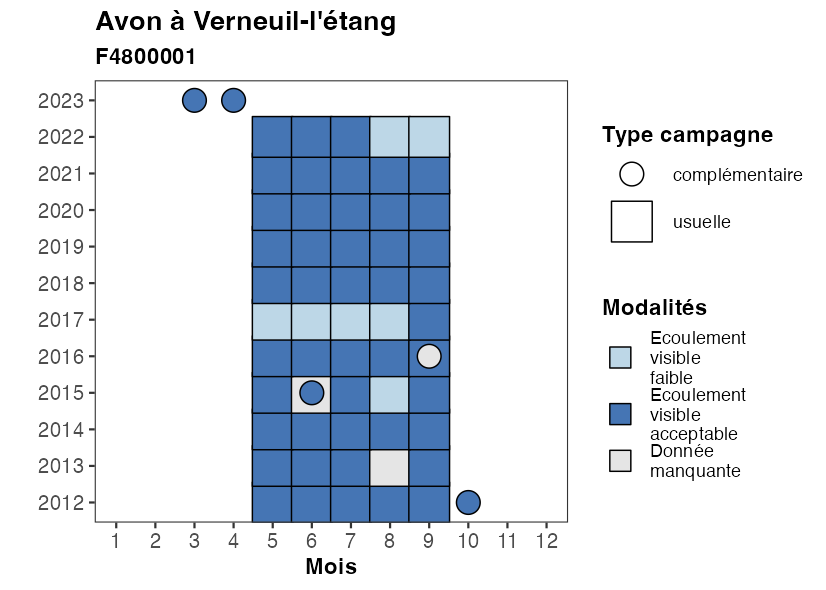 Avon à Verneuil-l'étang
F4800001
2023
2022
2021
2020
2019
2018
2017
2016
2015
2014
2013
2012
1 2 3 4 5 6 7 8 9 10 11 12
Mois
Type campagne
complémentaire
usuelle
Modalités
Ecoulement
visible
faible
Ecoulement
visible
acceptable
Donnée
manquante